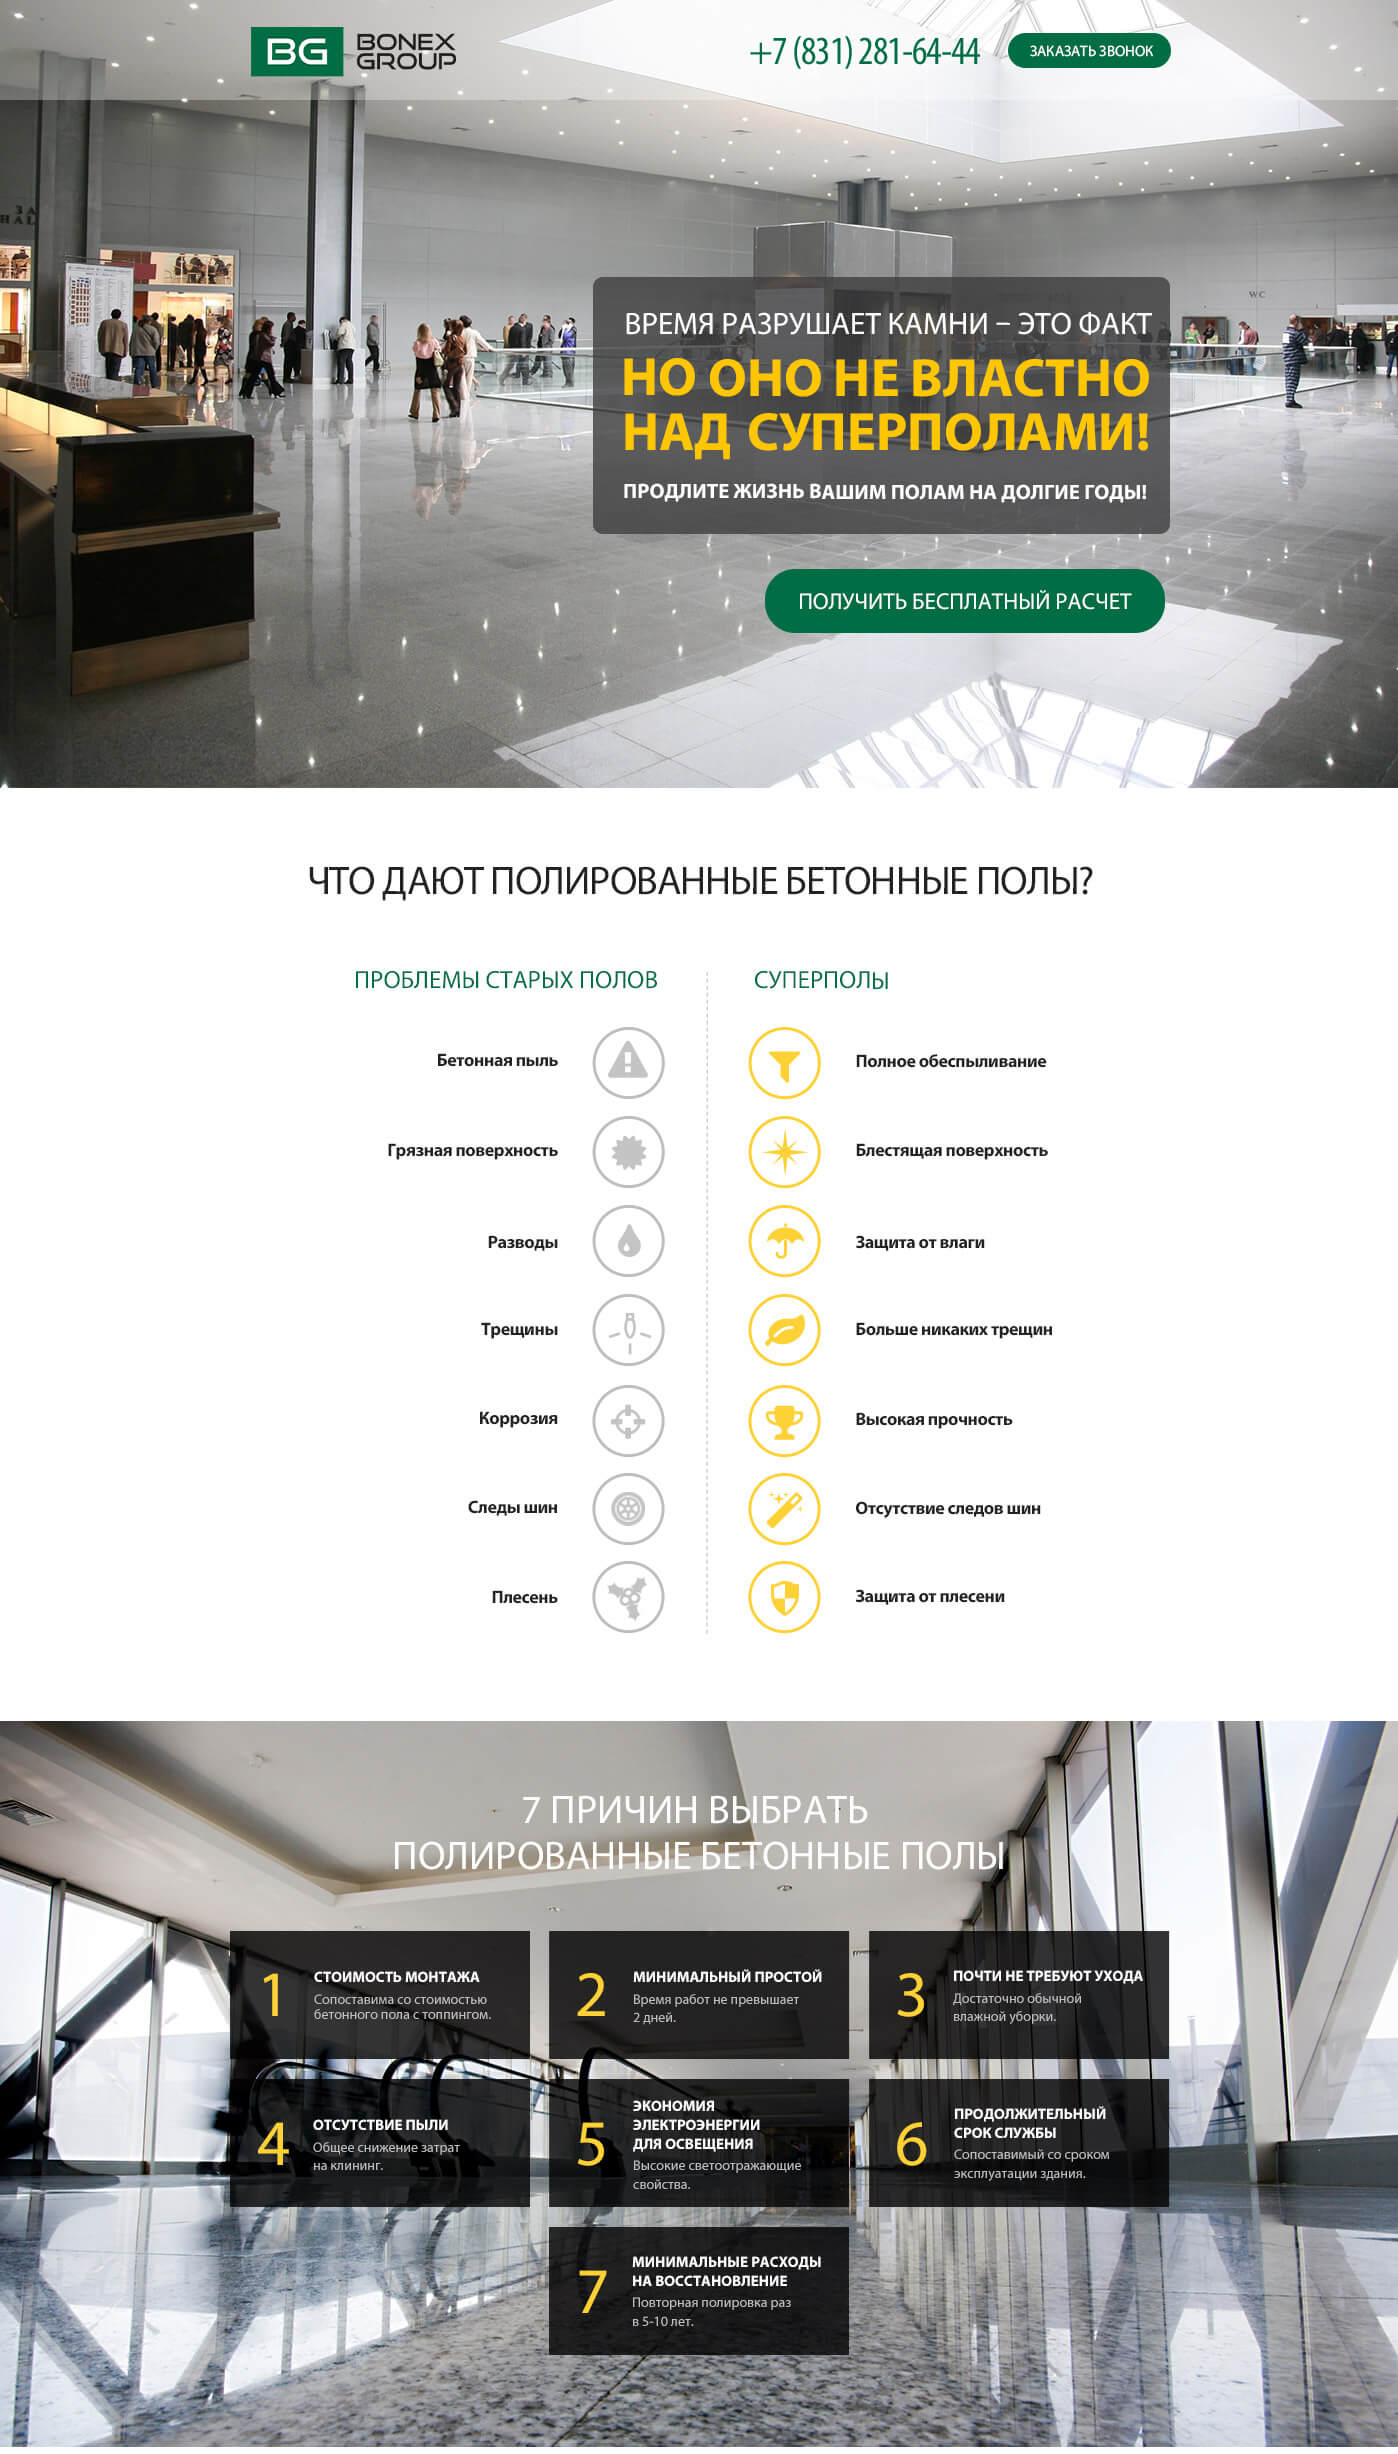 BG BONEX
GROUP
+7 (831) 281-64-44
ЗАКАЗАТЬ ЗВОНОК
ЗА
HAL
WC
ВРЕМЯ РАЗРУШАЕТ КАМНИ – ЭТО ФАКТ
НО ОНО НЕ ВЛАСТНО
НАД СУПЕРПОЛАМИ!
ПРОДЛИТЕ ЖИЗНЬ ВАШИМ ПОЛАМ НА ДОЛГИЕ ГОДЫ!
ПОЛУЧИТЬ БЕСПЛАТНЫЙ РАСЧЕТ
ЧТО ДАЮТ ПОЛИРОВАННЫЕ БЕТОННЫЕ ПОЛЫ?
ПРОБЛЕМЫ СТАРЫХ ПОЛОВ
СУПЕРПОЛЫ
Бетонная пыль
Полное обеспыливание
Грязная поверхность
Блестящая поверхность
Разводы
Защита от влаги
Трещины
Больше никаких трещин
Коррозия
Высокая прочность
Следы шин
Отсутствие следов шин
Плесень
Защита от плесени
7 ПРИЧИН ВЫБРАТЬ
ПОЛИРОВАННЫЕ БЕТОННЫЕ ПОЛЫ
1
СТОИМОСТЬ МОНТАЖА
Сопоставима со стоимостью
бетонного пола с топпингом.
2
МИНИМАЛЬНЫЙ ПРОСТОЙ
Время работ не превышает
2 дней.
3
ПОЧТИ НЕ ТРЕБУЮТ УХОДА
Достаточно обычной
влажной уборки.
4
ОТСУТСТВИЕ ПЫЛИ
Общее снижение затрат
на клининг.
5
ЭКОНОМИЯ
ЭЛЕКТРОЭНЕРГИИ
ДЛЯ ОСВЕЩЕНИЯ
Высокие светоотражающие
свойства.
6
ПРОДОЛЖИТЕЛЬНЫЙ
СРОК СЛУЖБЫ
Сопоставимый со сроком
эксплуатации здания.
7
МИНИМАЛЬНЫЕ РАСХОДЫ
НА ВОССТАНОВЛЕНИЕ
Повторная полировка раз
в 5-10 лет.